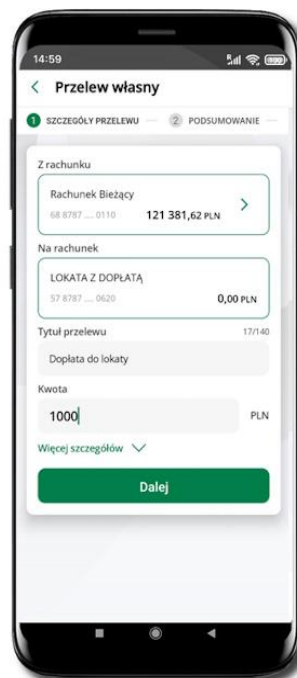 14:59
Przelew własny
1 SZCZEGÓŁY PRZELEWU 2 PODSUMOWANIE
Z rachunku
Rachunek Bieżący
68 8787 .... 0110 121 381,62 PLN
Na rachunek
LOKATA Z DOPŁATĄ
57 8787 .... 0620 0,00 PLN
Tytuł przelewu 17/140
Dopłata do lokaty
Kwota
1000 PLN
Więcej szczegółów
Dalej